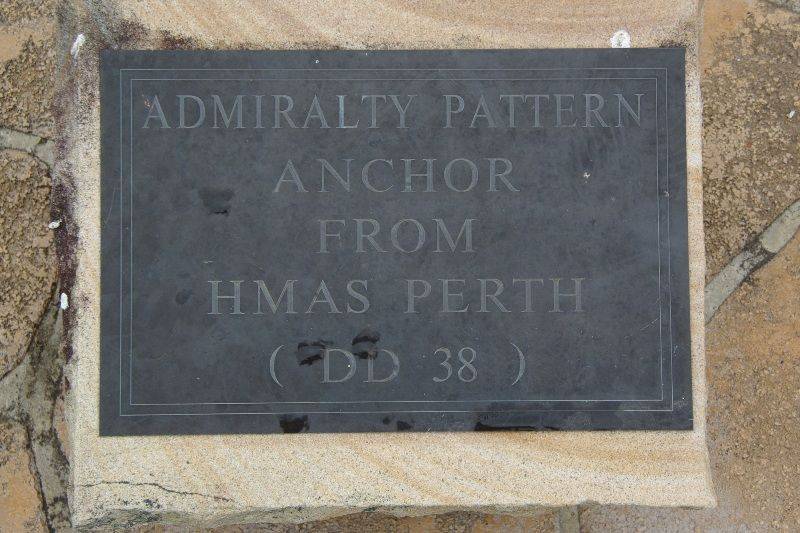 ADMIRALTY PATTERN
ANCHOR
FROM
HMAS PERTH
( DD 38 )